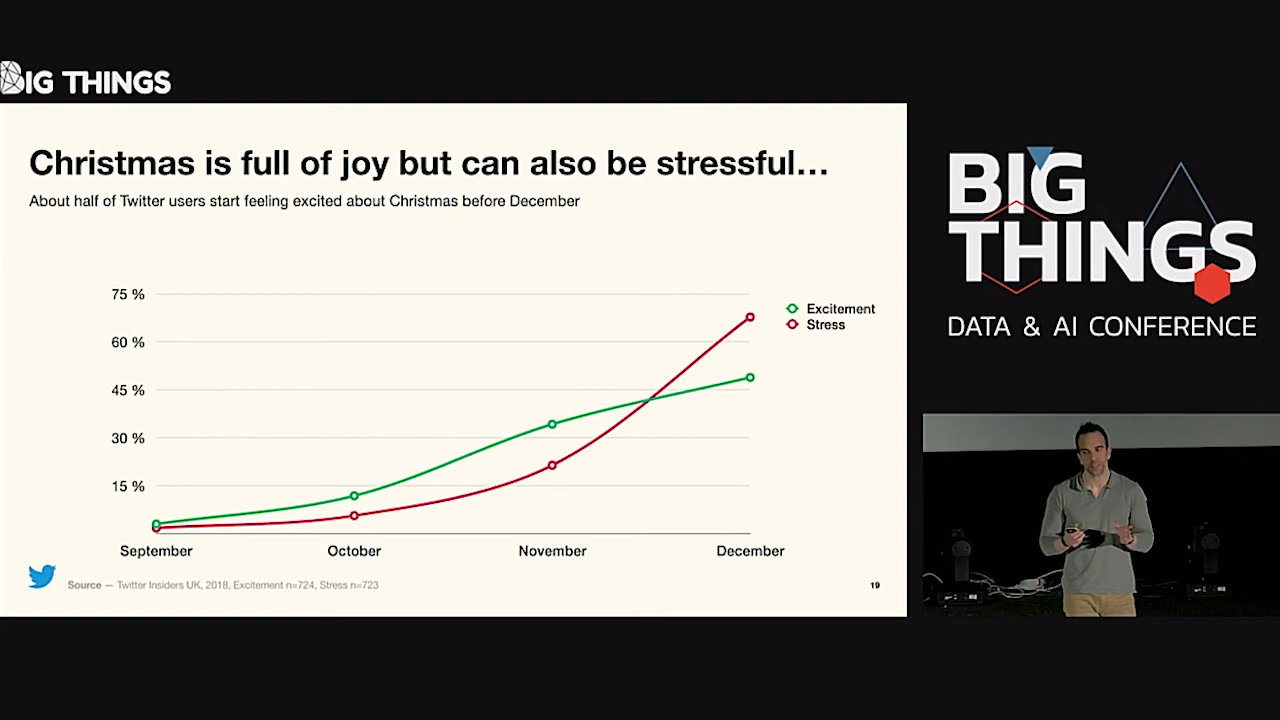 BIG THINGS
Christmas is full of joy but can also be stressful...
About half of Twitter users start feeling excited about Christmas before December
75 %
60 %
45 %
30 %
15 %
Excitement
Stress
September October November December
Source — Twitter Insiders UK, 2018, Excitement n=724, Stress n=723
19
BIG
THINGS
DATA & AI CONFERENCE